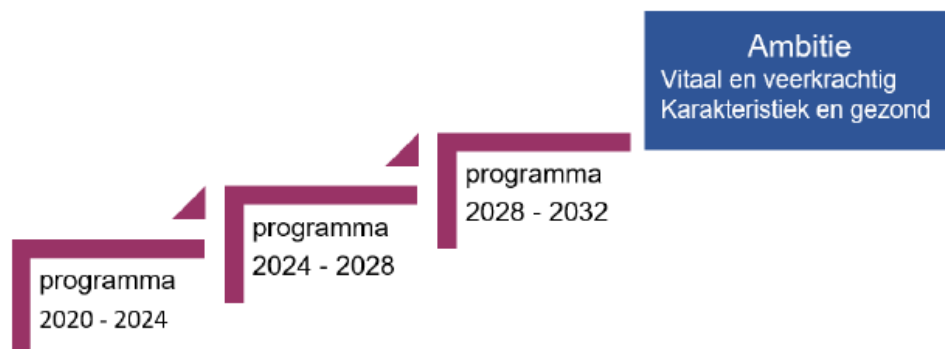 Ambitie
Vitaal en veerkrachtig
Karakteristiek en gezond
programma
2028 - 2032
programma
2024 - 2028
programma
2020 - 2024